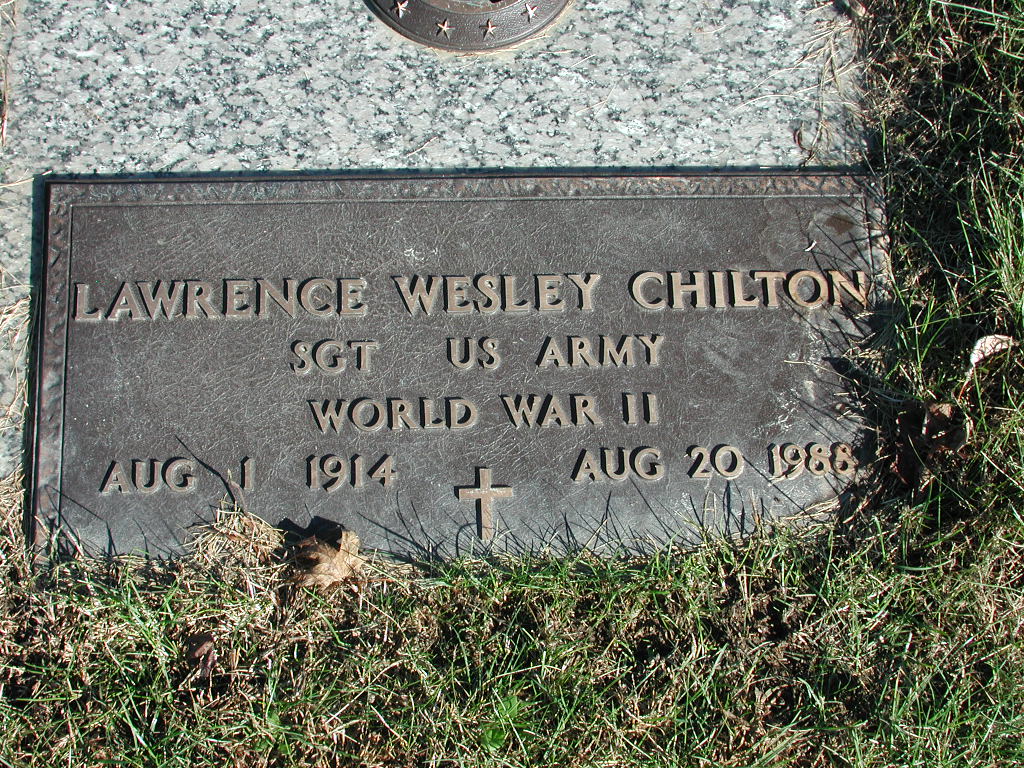 LAWRENCE WESLEY CHILTON
SGT US ARMY
WORLD WAR II
AUG 1 1914 AUG 20 1988